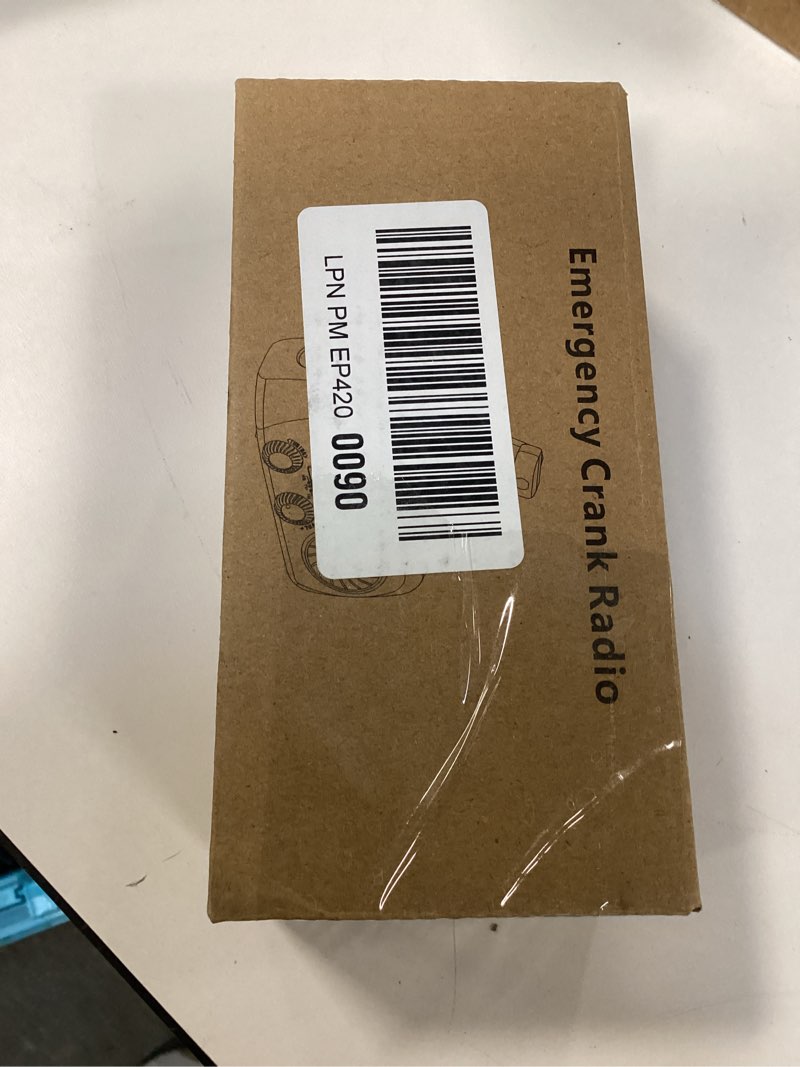 Emergency Crank Radio
LPN PM EP420 0090